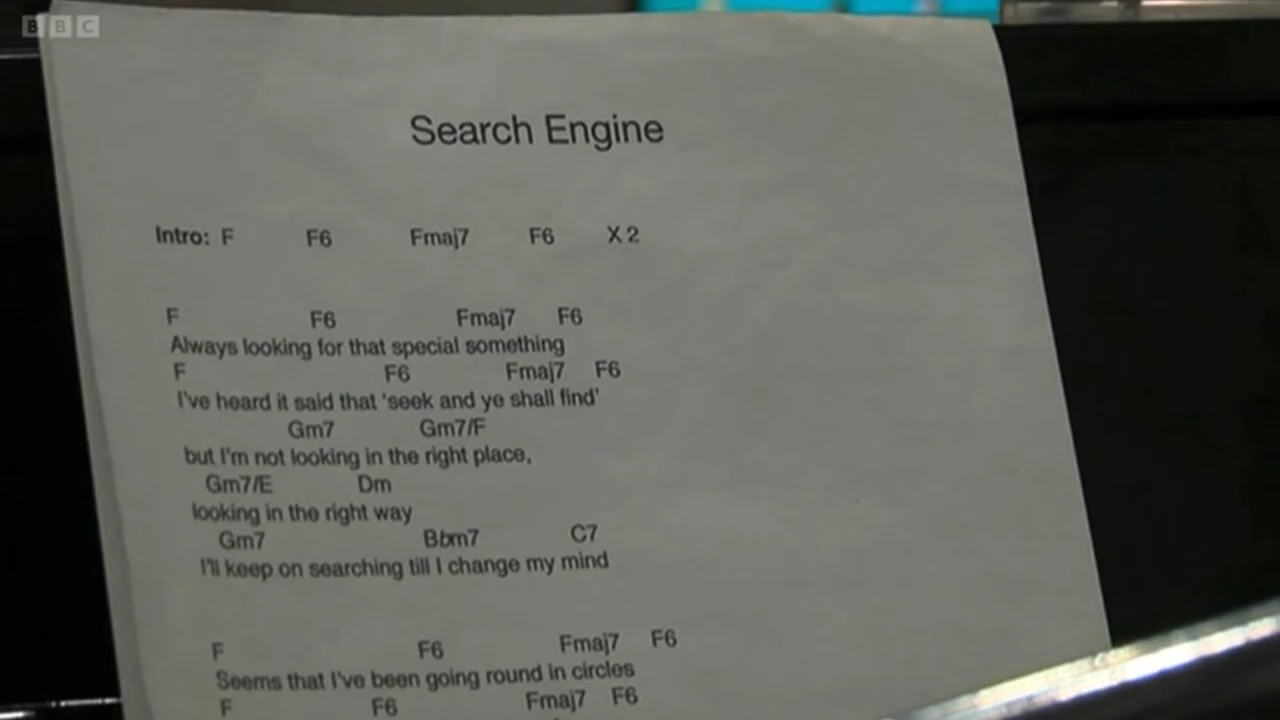 BBC
Search Engine
Intro: F F6 Fmaj7 F6 X 2
F F6 Fmaj7 F6
Always looking for that special something
F F6 Fmaj7 F6
I've heard it said that 'seek and ye shall find'
Gm7 Gm7/F
but I'm not looking in the right place,
Gm7/E Dm
looking in the right way
Gm7 Bbm7 C7
I'll keep on searching till I change my mind
F F6 Fmaj7 F6
Seems that I've been going round in circles
F F6 Fmaj7 F6